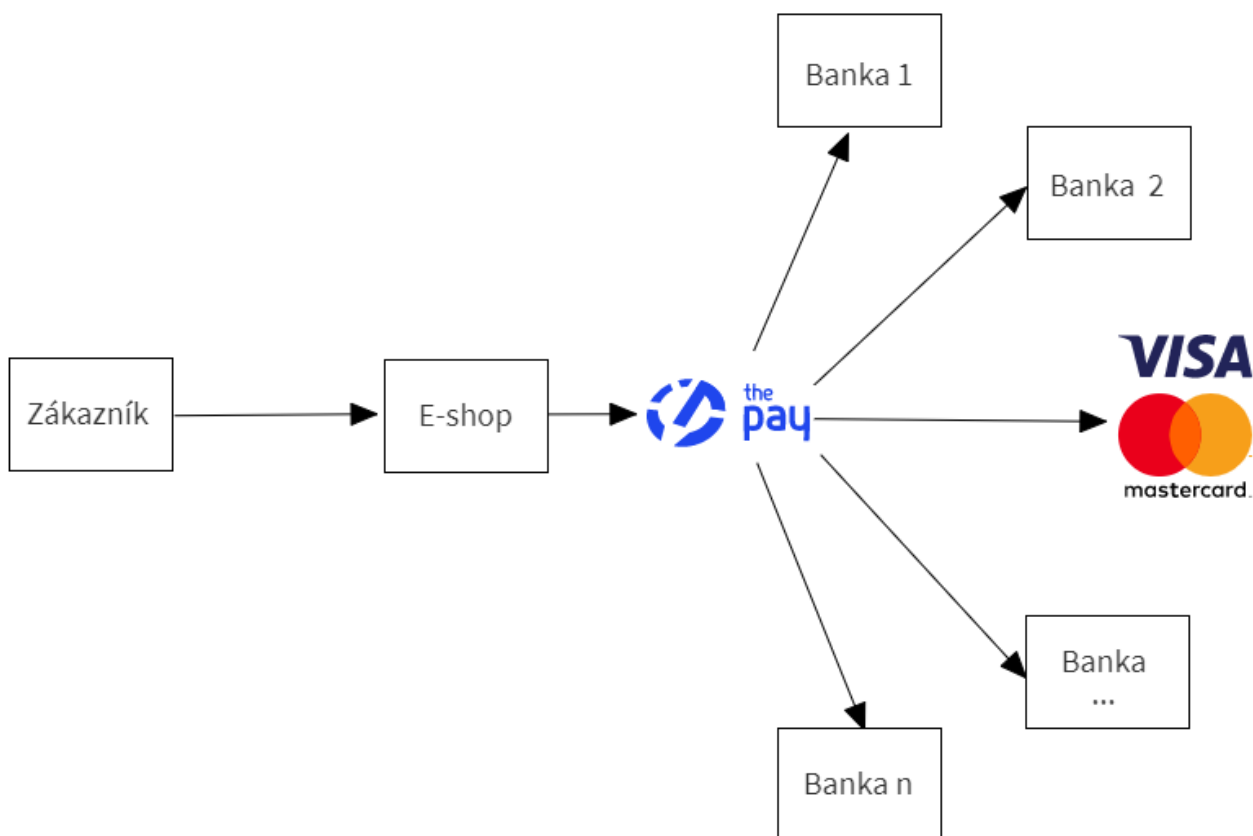 Banka 1
Banka 2
VISA
Zákazník
E-shop
the
pay
mastercard.
Banka
...
Banka n